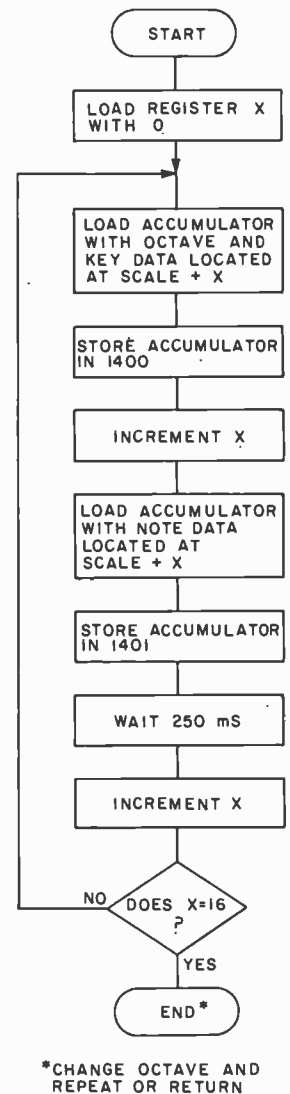 START
LOAD REGISTER X
WITH 0
LOAD ACCUMULATOR
WITH OCTAVE AND
KEY DATA LOCATED
AT SCALE + X
STORE ACCUMULATOR
IN 1400
INCREMENT X
LOAD ACCUMULATOR
WITH NOTE DATA
LOCATED AT
SCALE + X
STORE ACCUMULATOR
IN 1401
WAIT 250 mS
INCREMENT X
NO
DOES X=16
?
YES
END*
*CHANGE OCTAVE AND
REPEAT OR RETURN